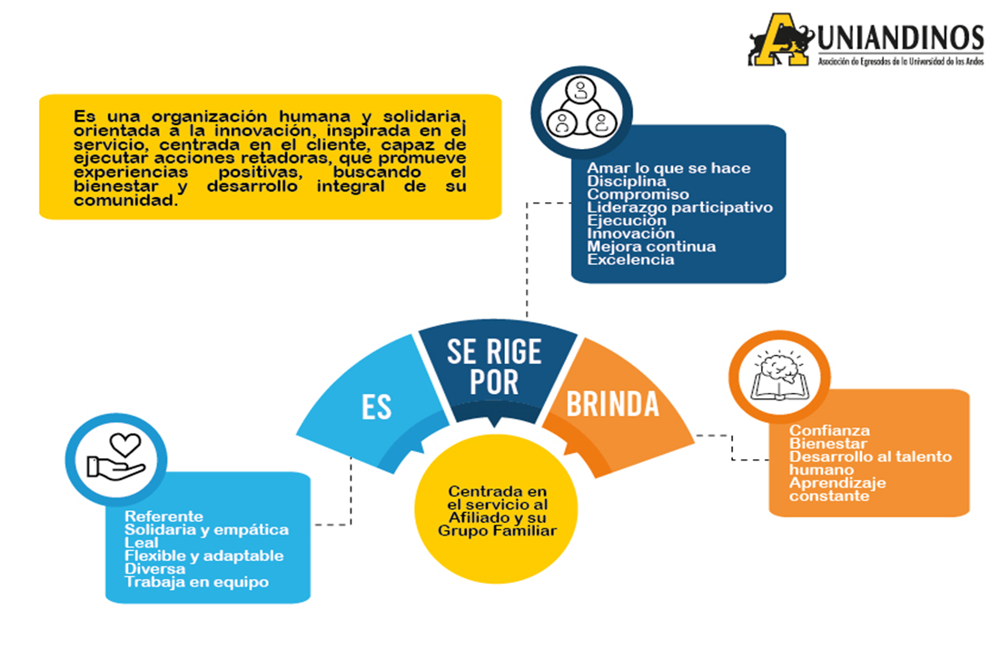 UNIANDINOS
Asociación de Egresados de la Universidad de los Andes
Es una organización humana y solidaria,
orientada a la innovación, inspirada en el
servicio, centrada en el cliente, capaz de
ejecutar acciones retadoras, que promueve
experiencias positivas, buscando el
bienestar y desarrollo integral de su
comunidad.
Amar lo que se hace
Disciplina
Compromiso
Liderazgo participativo
Ejecución
Innovación
Mejora continua
Excelencia
ES
SE RIGE
POR
BRINDA
Confianza
Bienestar
Desarrollo al talento
humano
Aprendizaje
constante
Centrada en
el servicio al
Afiliado y su
Grupo Familiar
Referente
Solidaria y empática
Leal
Flexible y adaptable
Diversa
Trabaja en equipo